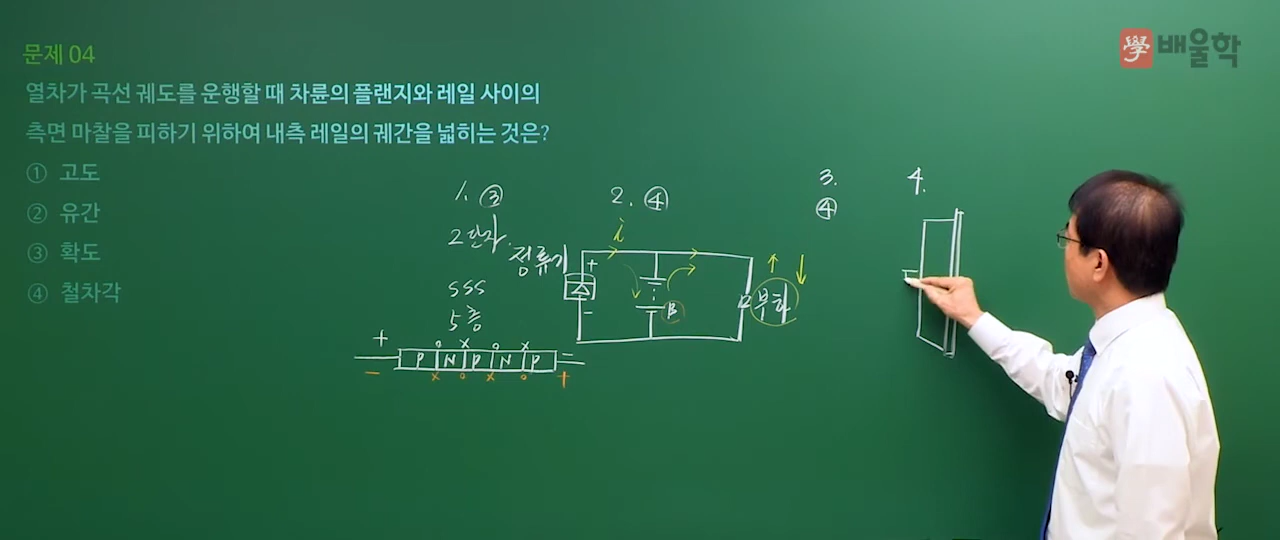 學 배울학
문제 04
열차가 곡선 궤도를 운행할 때 차륜의 플랜지와 레일 사이의
측면 마찰을 피하기 위하여 내측 레일의 궤간을 넓히는 것은?
① 고도
② 유간
③ 확도
④ 철차각
1. ③
2단자.
SSS
5층
+ o x o x -
P N P N P
- x o x o +
2. ④
i
정류기 +
-
B
부하
3.
④
4.